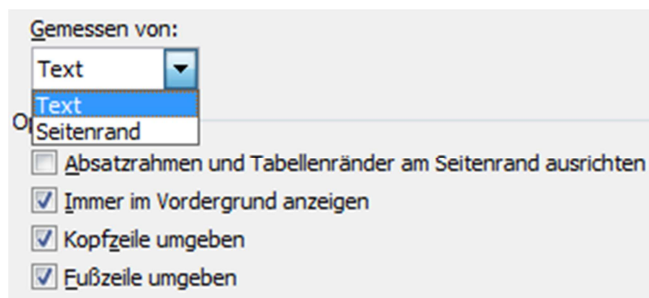 Gemessen von:
Text
Text
Seitenrand
Absatzrahmen und Tabellenränder am Seitenrand ausrichten
Immer im Vordergrund anzeigen
Kopfzeile umgeben
Fußzeile umgeben